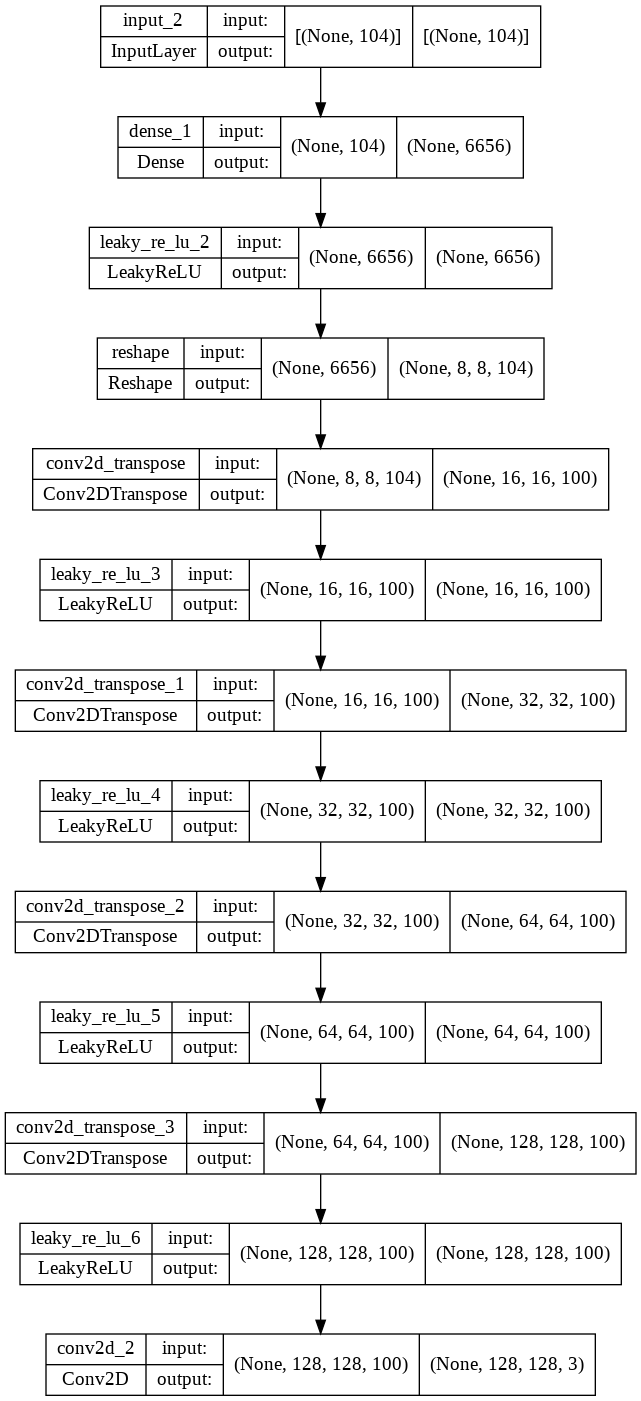 input_2 input: [(None, 104)] [(None, 104)]
InputLayer output:
dense_1 input: (None, 104) (None, 6656)
Dense output:
leaky_re_lu_2 input: (None, 6656) (None, 6656)
LeakyReLU output:
reshape input: (None, 6656) (None, 8, 8, 104)
Reshape output:
conv2d_transpose input: (None, 8, 8, 104) (None, 16, 16, 100)
Conv2DTranspose output:
leaky_re_lu_3 input: (None, 16, 16, 100) (None, 16, 16, 100)
LeakyReLU output:
conv2d_transpose_1 input: (None, 16, 16, 100) (None, 32, 32, 100)
Conv2DTranspose output:
leaky_re_lu_4 input: (None, 32, 32, 100) (None, 32, 32, 100)
LeakyReLU output:
conv2d_transpose_2 input: (None, 32, 32, 100) (None, 64, 64, 100)
Conv2DTranspose output:
leaky_re_lu_5 input: (None, 64, 64, 100) (None, 64, 64, 100)
LeakyReLU output:
conv2d_transpose_3 input: (None, 64, 64, 100) (None, 128, 128, 100)
Conv2DTranspose output:
leaky_re_lu_6 input: (None, 128, 128, 100) (None, 128, 128, 100)
LeakyReLU output:
conv2d_2 input: (None, 128, 128, 100) (None, 128, 128, 3)
Conv2D output: